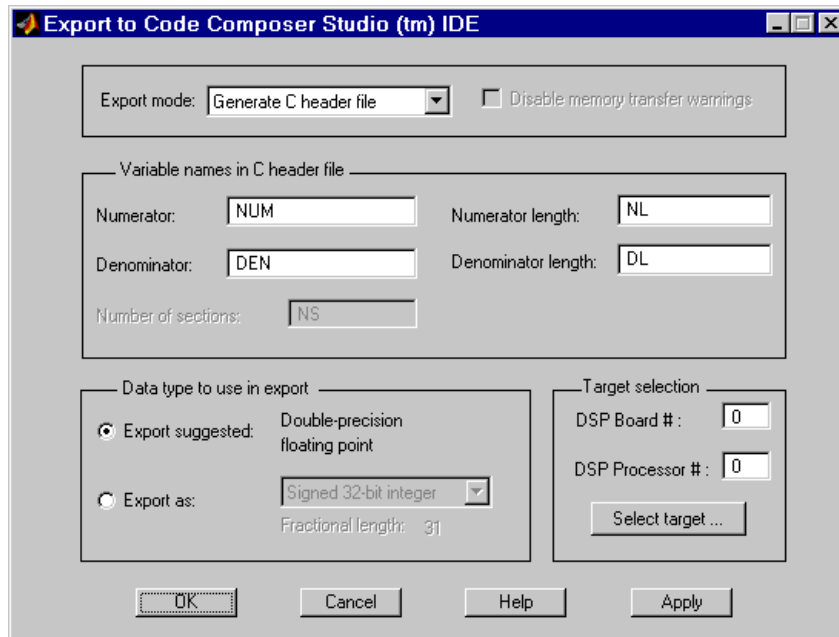 Export to Code Composer Studio (tm) IDE
Export mode: Generate C header file Disable memory transfer warnings
Variable names in C header file
Numerator: NUM Numerator length: NL
Denominator: DEN Denominator length: DL
Number of sections: NS
Data type to use in export
Export suggested: Double-precision
floating point
Export as: Signed 32-bit integer
Fractional length: 31
Target selection
DSP Board # : 0
DSP Processor # : 0
Select target ...
OK Cancel Help Apply